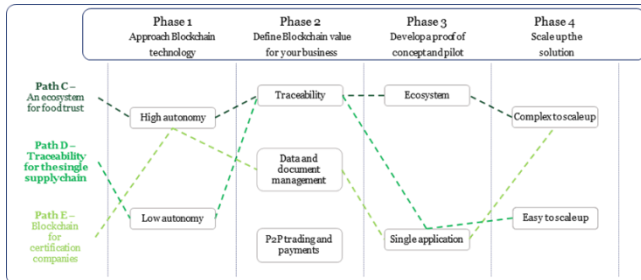 Phase 1
Approach Blockchain
technology
Phase 2
Define Blockchain value
for your business
Phase 3
Develop a proof of
concept and pilot
Phase 4
Scale up the
solution
Path C –
An ecosystem
for food trust
Path D –
Traceability
for the single
supply chain
Path E –
Blockchain
for
certification
companies
High autonomy
Low autonomy
Traceability
Data and
document
management
P2P trading and
payments
Ecosystem
Single application
Complex to scale up
Easy to scale up